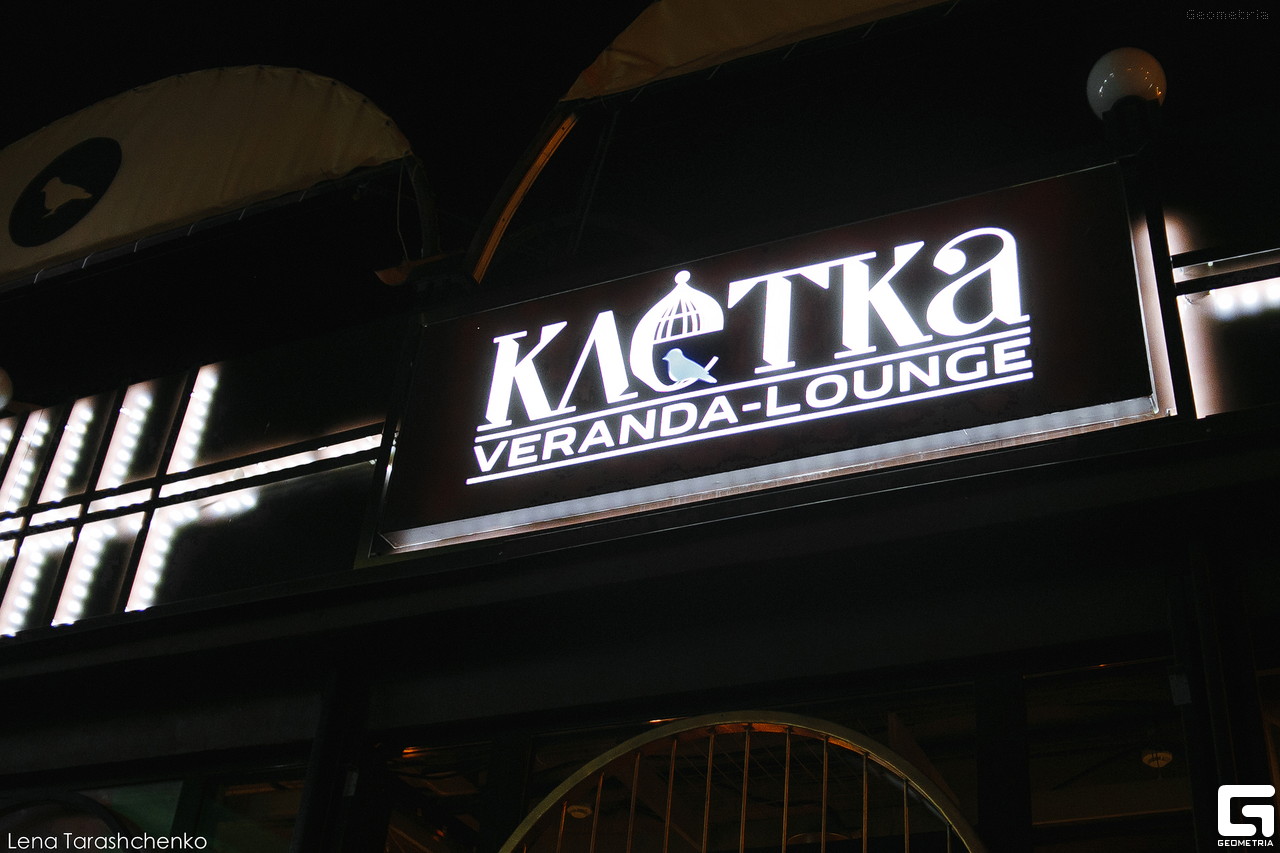 Geometria
КЛЕТКА
VERANDA-LOUNGE
Lena Tarashchenko
GEOMETRIA